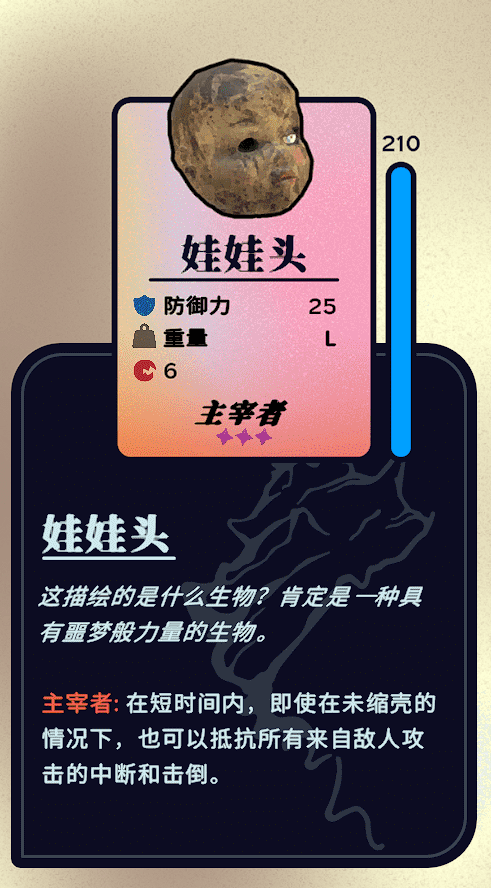 210
娃娃头
防御力 25
重量 L
6
主宰者
娃娃头
这描绘的是什么生物？肯定是一种具
有噩梦般力量的生物。
主宰者: 在短时间内，即使在未缩壳的
情况下，也可以抵抗所有来自敌人攻
击的中断和击倒。